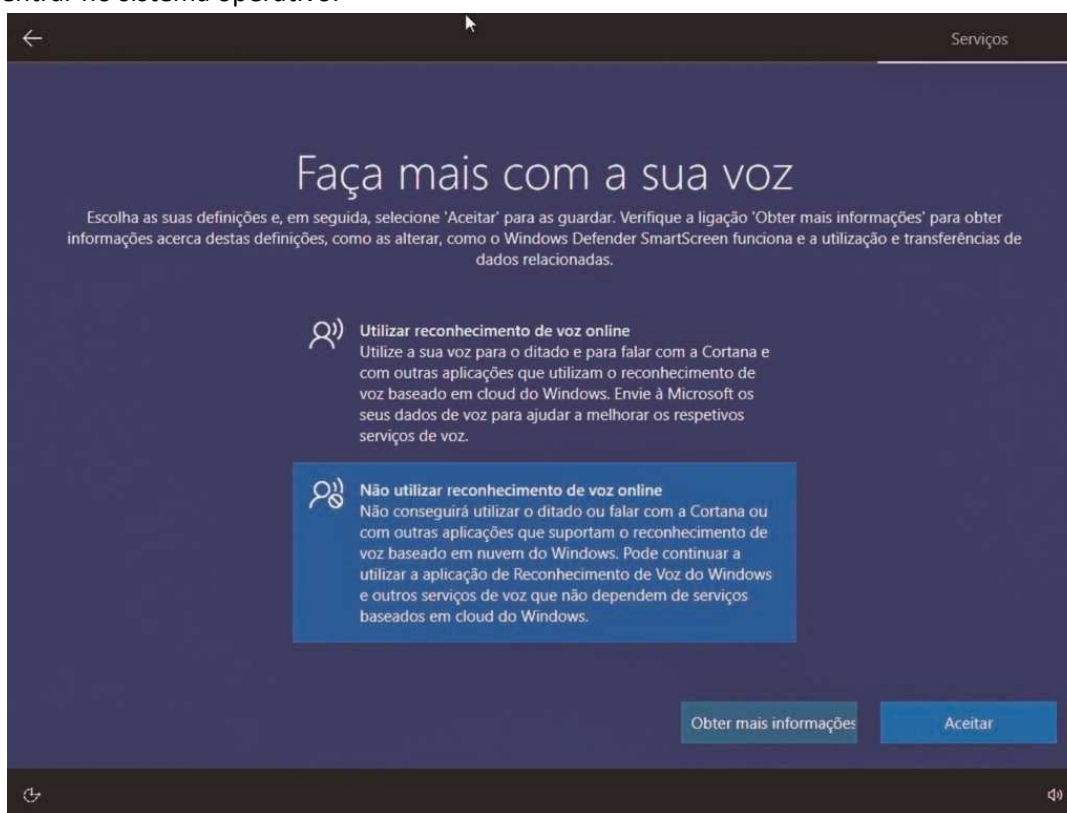 entrar no sistema operativo.
Serviços
Faça mais com a sua voz
Escolha as suas definições e, em seguida, selecione 'Aceitar' para as guardar. Verifique a ligação 'Obter mais informações' para obter
informações acerca destas definições, como as alterar, como o Windows Defender SmartScreen funciona e a utilização e transferências de
dados relacionadas.
Utilizar reconhecimento de voz online
Utilize a sua voz para o ditado e para falar com a Cortana e
com outras aplicações que utilizam o reconhecimento de
voz baseado em cloud do Windows. Envie à Microsoft os
seus dados de voz para ajudar a melhorar os respetivos
serviços de voz.
Não utilizar reconhecimento de voz online
Não conseguirá utilizar o ditado ou falar com a Cortana ou
com outras aplicações que suportam o reconhecimento de
voz baseado em nuvem do Windows. Pode continuar a
utilizar a aplicação de Reconhecimento de Voz do Windows
e outros serviços de voz que não dependem de serviços
baseados em cloud do Windows.
Obter mais informações
Aceitar